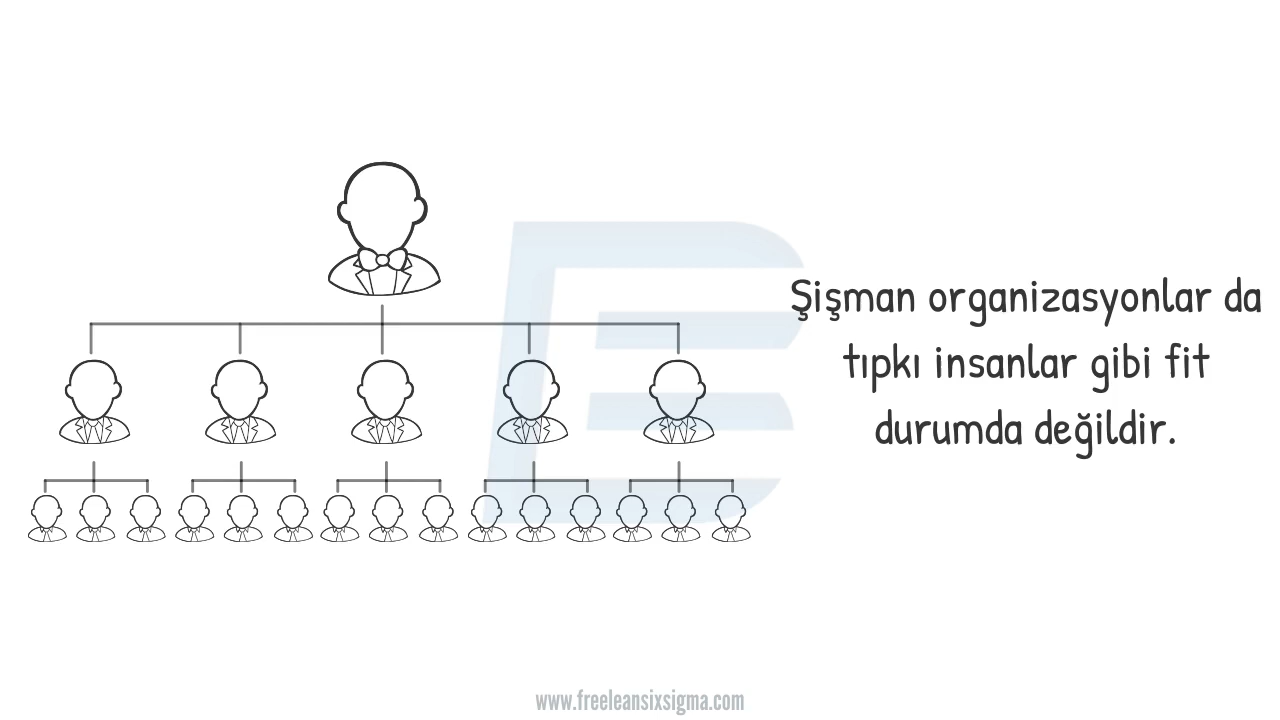 Şişman organizasyonlar da
tıpkı insanlar gibi fit
durumda değildir.
www.freeleansixsigma.com